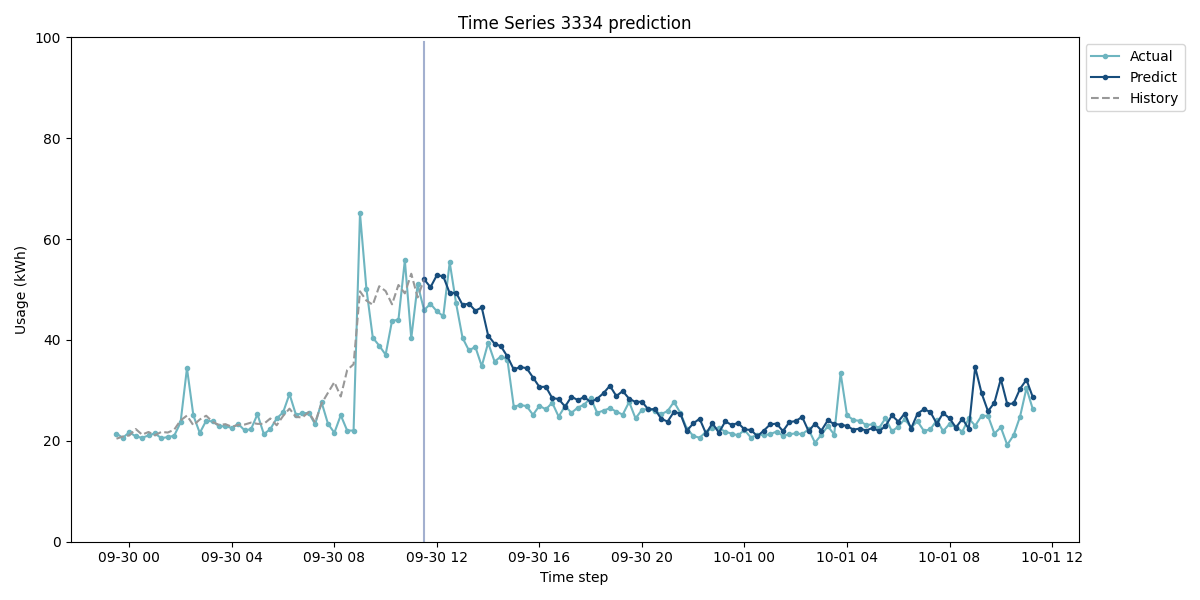 Time Series 3334 prediction
Usage (kWh)
100
80
60
40
20
0
09-30 00
09-30 04
09-30 08
09-30 12
09-30 16
09-30 20
10-01 00
10-01 04
10-01 08
10-01 12
Time step
Actual
Predict
History